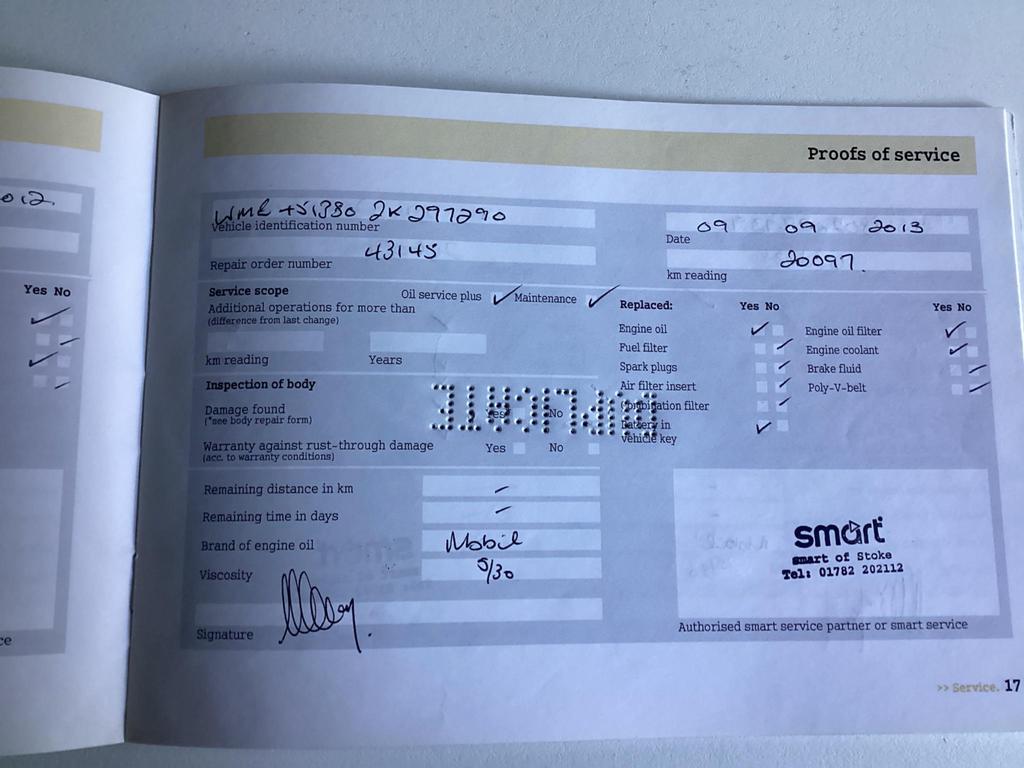 012.
Yes No
ce
Proofs of service
WME 451380 2K 297290
Vehicle identification number
09 09 2013
Date
43145
Repair order number
20097.
km reading
Service scope
Oil service plus
Maintenance
Additional operations for more than
(difference from last change)
km reading
Years
Inspection of body
Damage found
(*see body repair form)
Yes*
No
DUPLICATE
Warranty against rust-through damage
(acc. to warranty conditions)
Yes
No
Remaining distance in km
–
Remaining time in days
–
Brand of engine oil
Mobil
Viscosity
5/30
Signature
Replaced:
Yes No
Yes No
Engine oil
Engine oil filter
Fuel filter
Engine coolant
Spark plugs
Brake fluid
Air filter insert
Poly-V-belt
Combination filter
Battery in
vehicle key
smart
smart of Stoke
Tel: 01782 202112
Authorised smart service partner or smart service
>> Service. 17